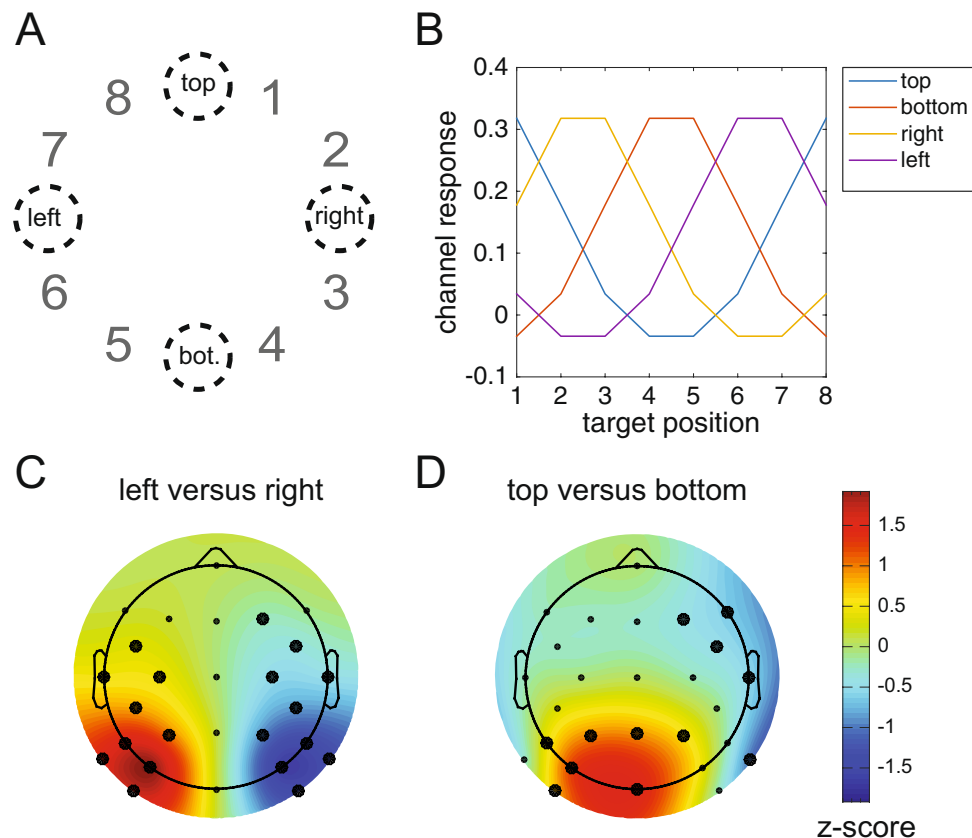 A
top
8 1
7 2
left right
6 3
5 bot. 4
B
0.4
0.3
0.2
0.1
0
-0.1
channel response
1 2 3 4 5 6 7 8
target position
top
bottom
right
left
C
left versus right
D
top versus bottom
1.5
1
0.5
0
-0.5
-1
-1.5
z-score